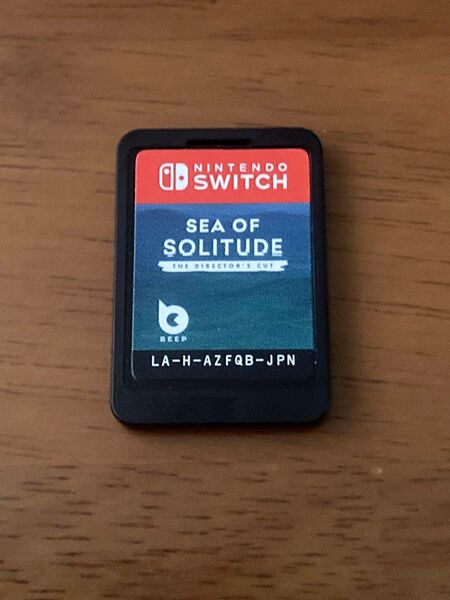 NINTENDO
SWITCH
SEA OF
SOLITUDE
THE DIRECTOR'S CUT
BEEP
LA-H-AZFQB-JPN